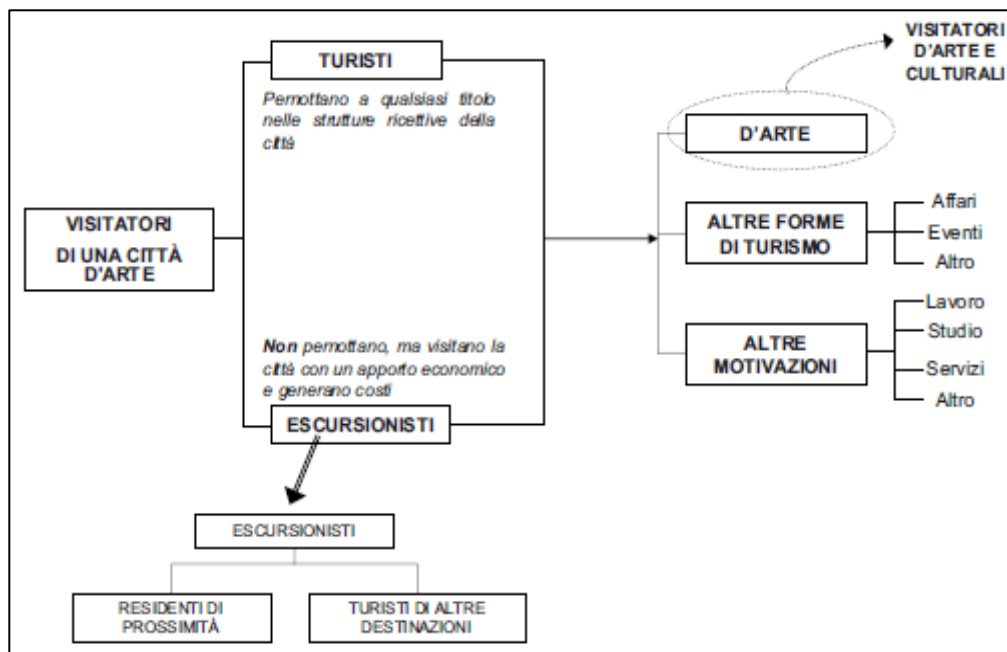 VISITATORI
D'ARTE E
CULTURALI
TURISTI
Pernottano a qualsiasi titolo
nelle strutture ricettive della
città
D'ARTE
VISITATORI
DI UNA CITTÀ
D'ARTE
ALTRE FORME
DI TURISMO
Affari
Eventi
Altro
Non pernottano, ma visitano la
città con un apporto economico
e generano costi
ESCURSIONISTI
ALTRE
MOTIVAZIONI
Lavoro
Studio
Servizi
Altro
ESCURSIONISTI
RESIDENTI DI
PROSSIMITÀ
TURISTI DI ALTRE
DESTINAZIONI